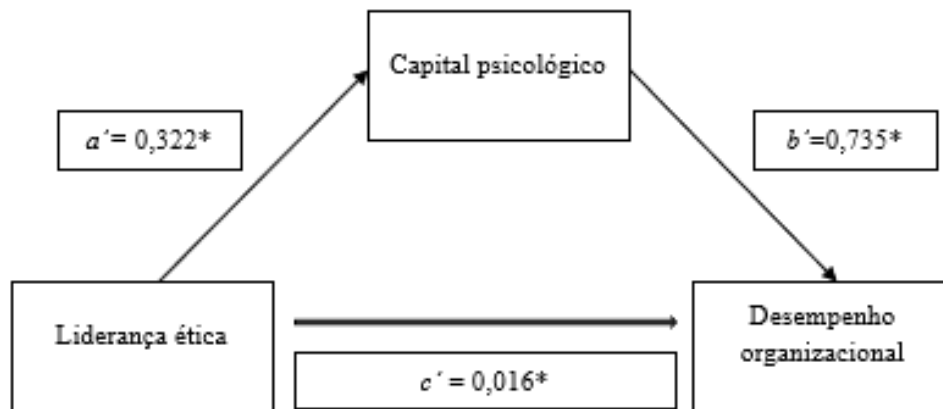 Capital psicológico
a´= 0,322*
b´=0,735*
Liderança ética
Desempenho
organizacional
c´ = 0,016*